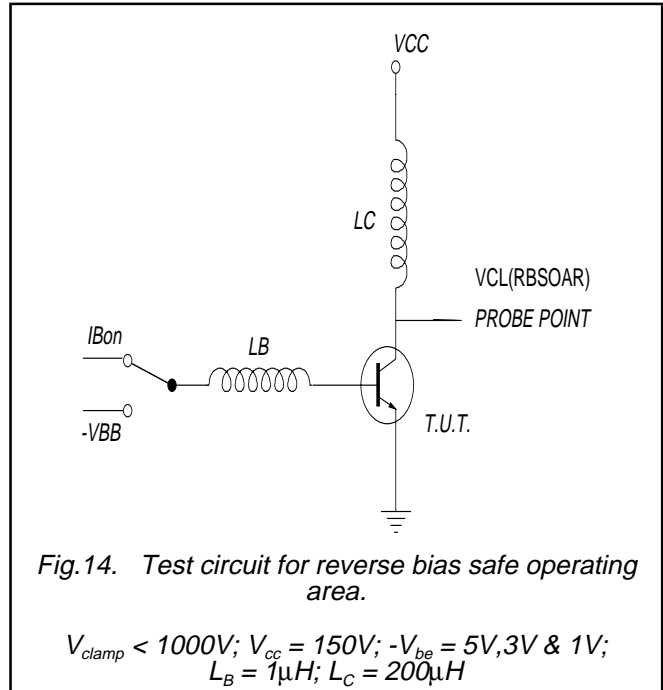 VCC
LC
VCL(RBSOAR)
PROBE POINT
IBon
LB
-VBB
T.U.T.
Fig.14. Test circuit for reverse bias safe operating
area.
Vclamp < 1000V; Vcc = 150V; -Vbe = 5V,3V & 1V;
LB = 1μH; LC = 200μH